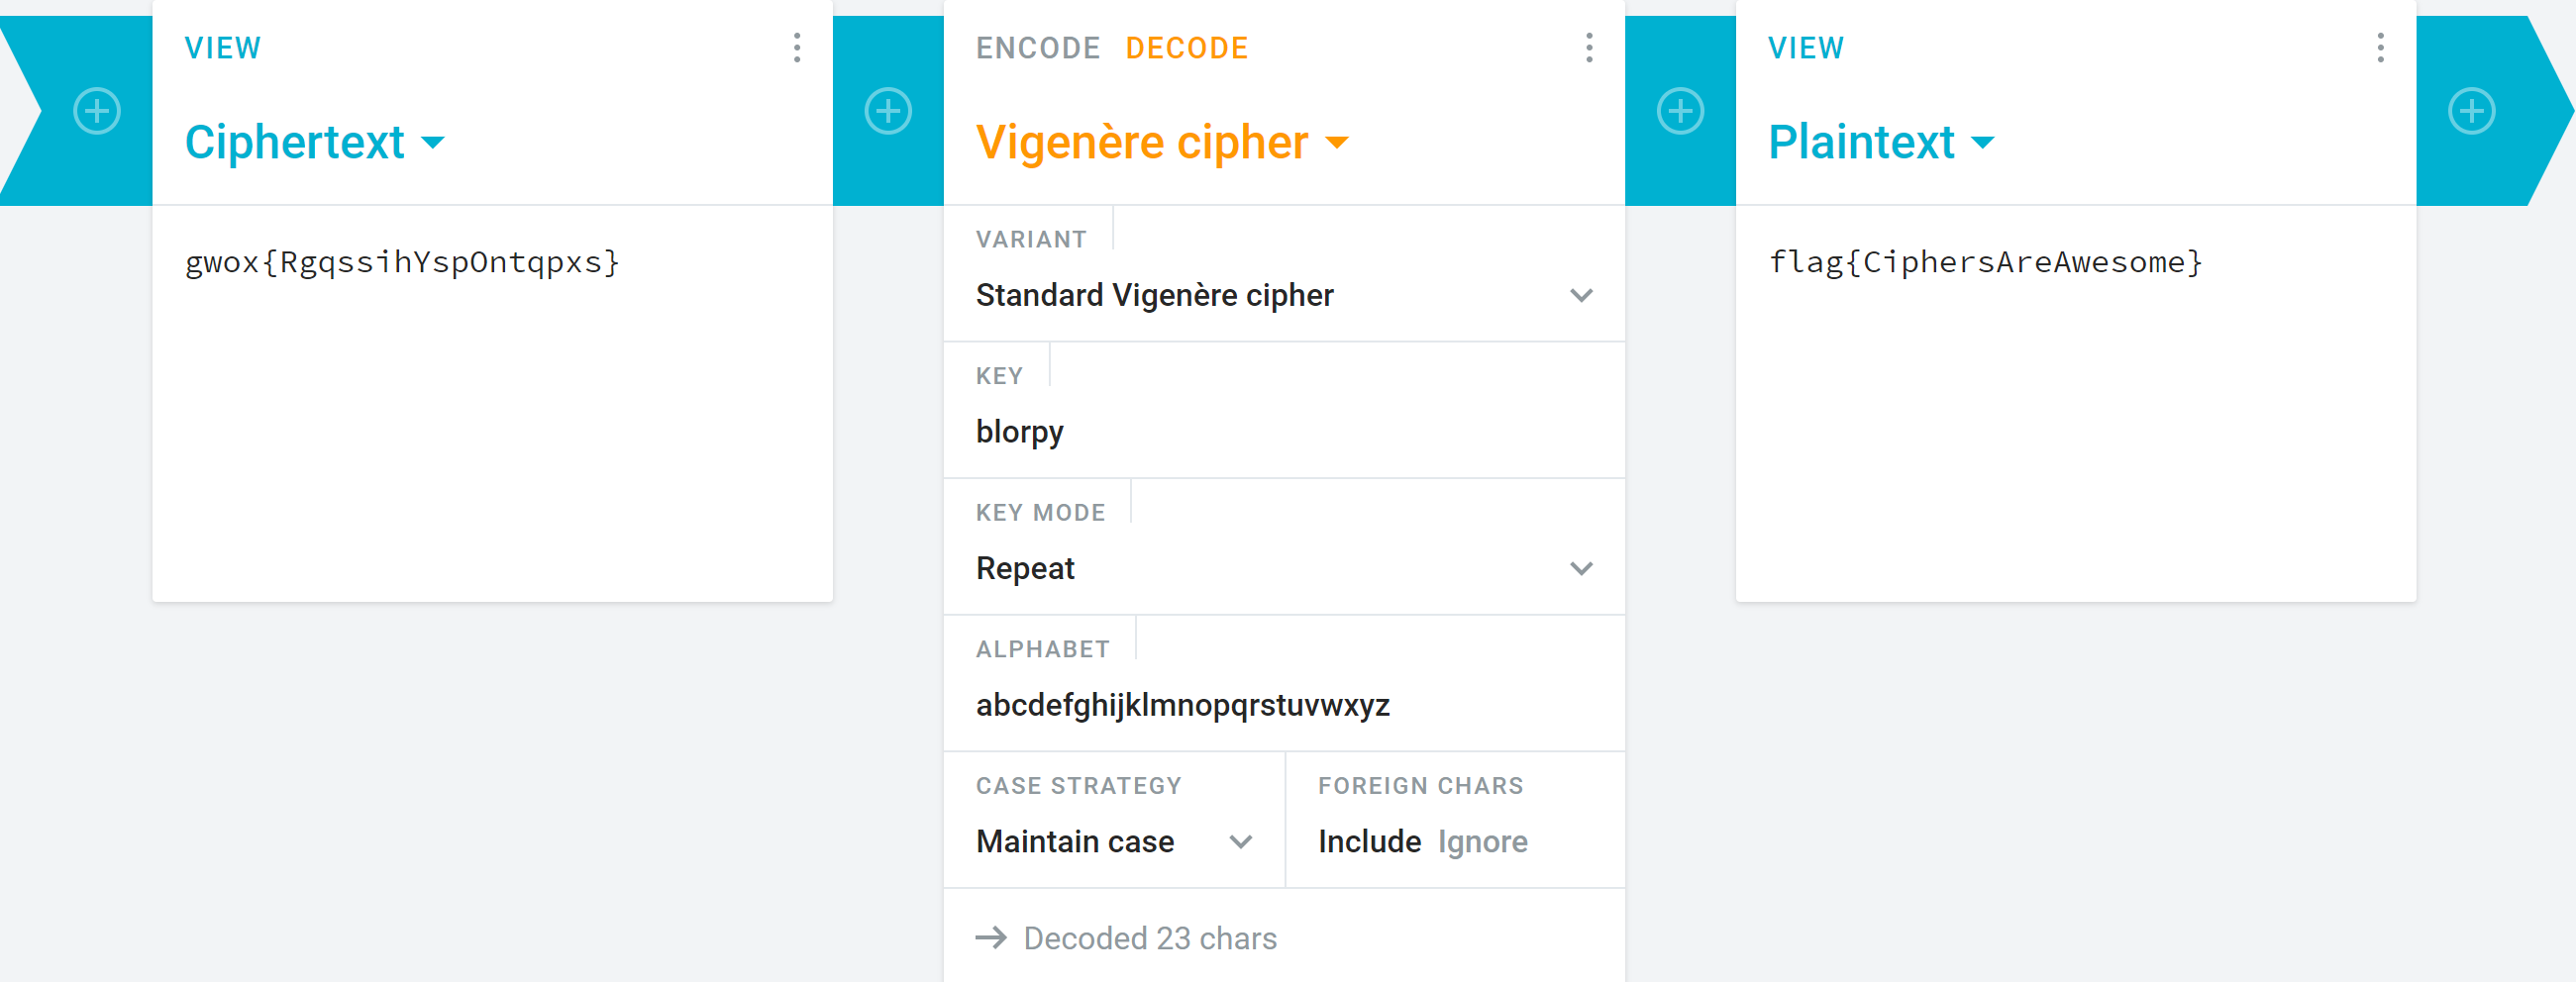 VIEW
Ciphertext
gwox{RgqssihYspOntqpxs}
ENCODE DECODE
Vigenère cipher
VARIANT
Standard Vigenère cipher
KEY
blorpy
KEY MODE
Repeat
ALPHABET
abcdefghijklmnopqrstuvwxyz
CASE STRATEGY
Maintain case
FOREIGN CHARS
Include Ignore
→ Decoded 23 chars
VIEW
Plaintext
flag{CiphersAreAwesome}